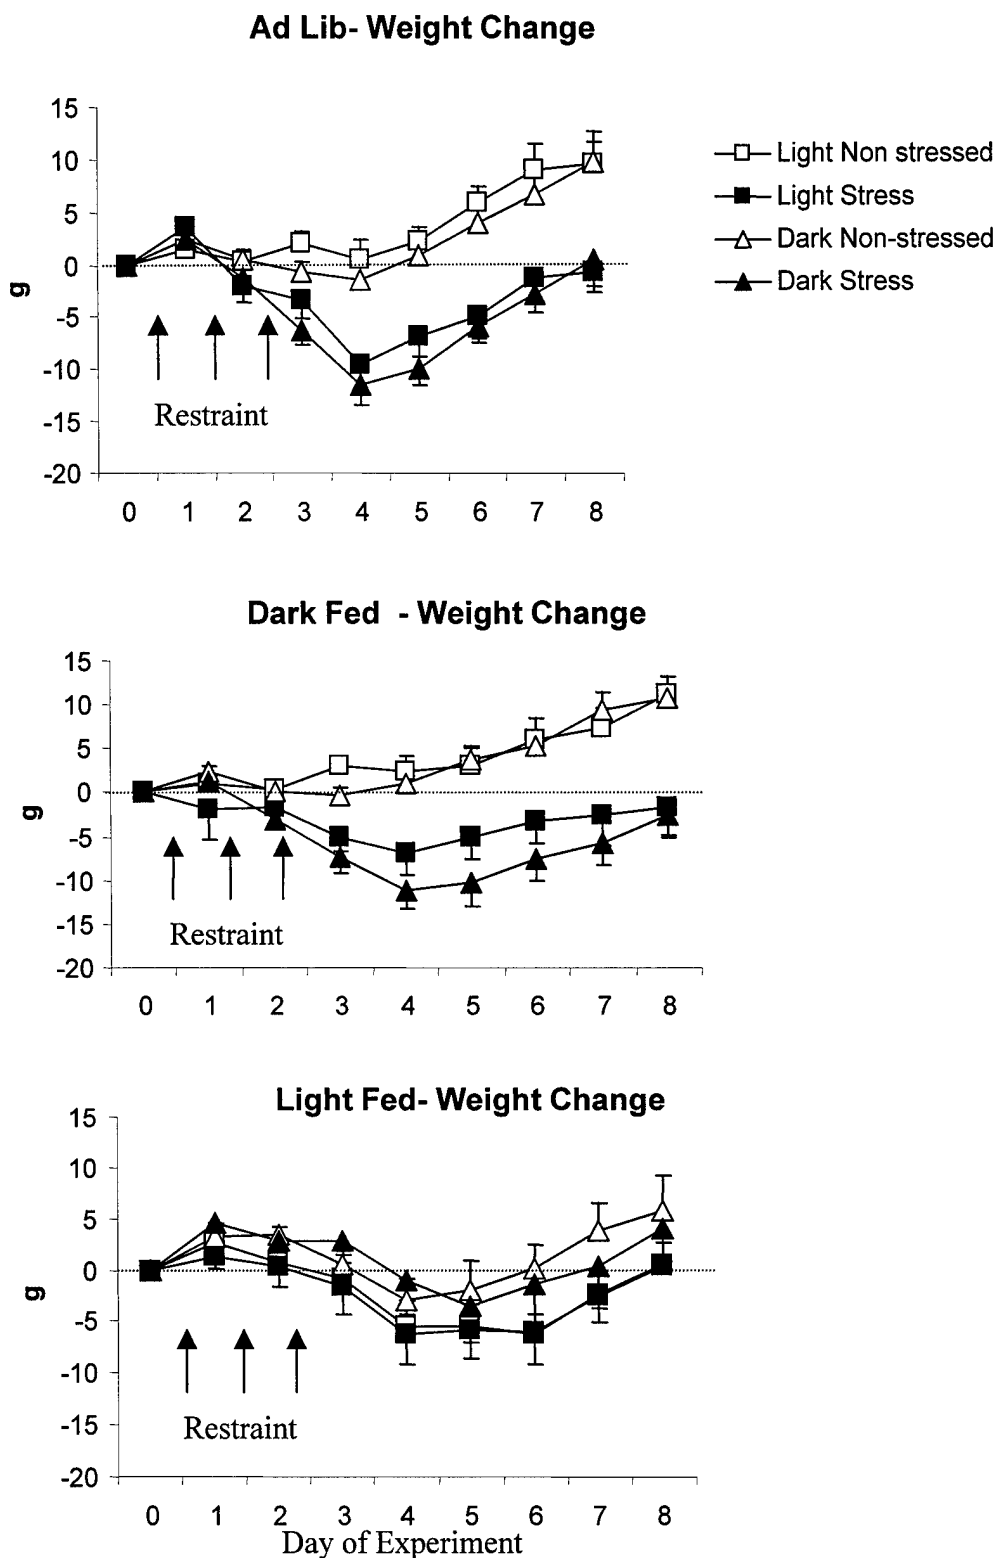 Ad Lib- Weight Change
15
10
5
0
-5
-10
-15
-20
g
Restraint
0 1 2 3 4 5 6 7 8
Light Non stressed
Light Stress
Dark Non-stressed
Dark Stress
Dark Fed - Weight Change
15
10
5
0
-5
-10
-15
-20
g
Restraint
0 1 2 3 4 5 6 7 8
Light Fed- Weight Change
15
10
5
0
-5
-10
-15
-20
g
Restraint
0 1 2 3 4 5 6 7 8
Day of Experiment